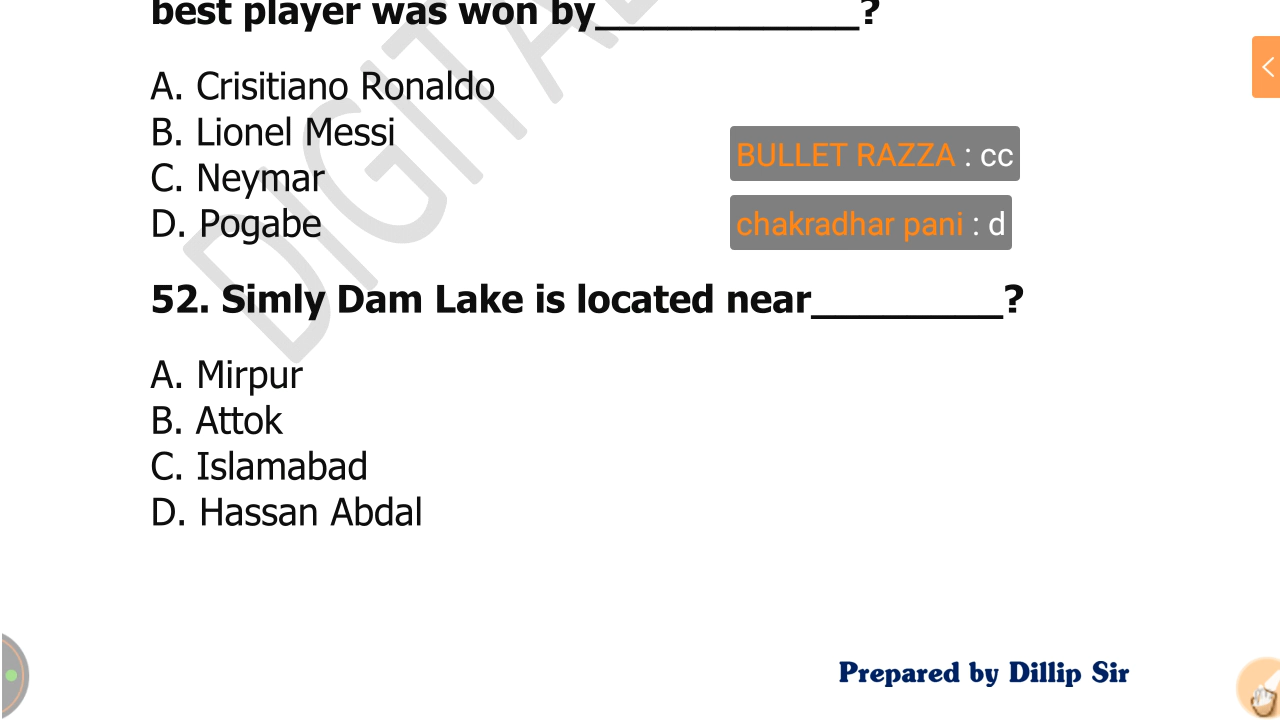 best player was won by_____________?
A. Crisitiano Ronaldo
B. Lionel Messi
C. Neymar
D. Pogabe
BULLET RAZZA : cc
chakradhar pani : d
52. Simly Dam Lake is located near_________?
A. Mirpur
B. Attok
C. Islamabad
D. Hassan Abdal
Prepared by Dillip Sir
DIGITAL